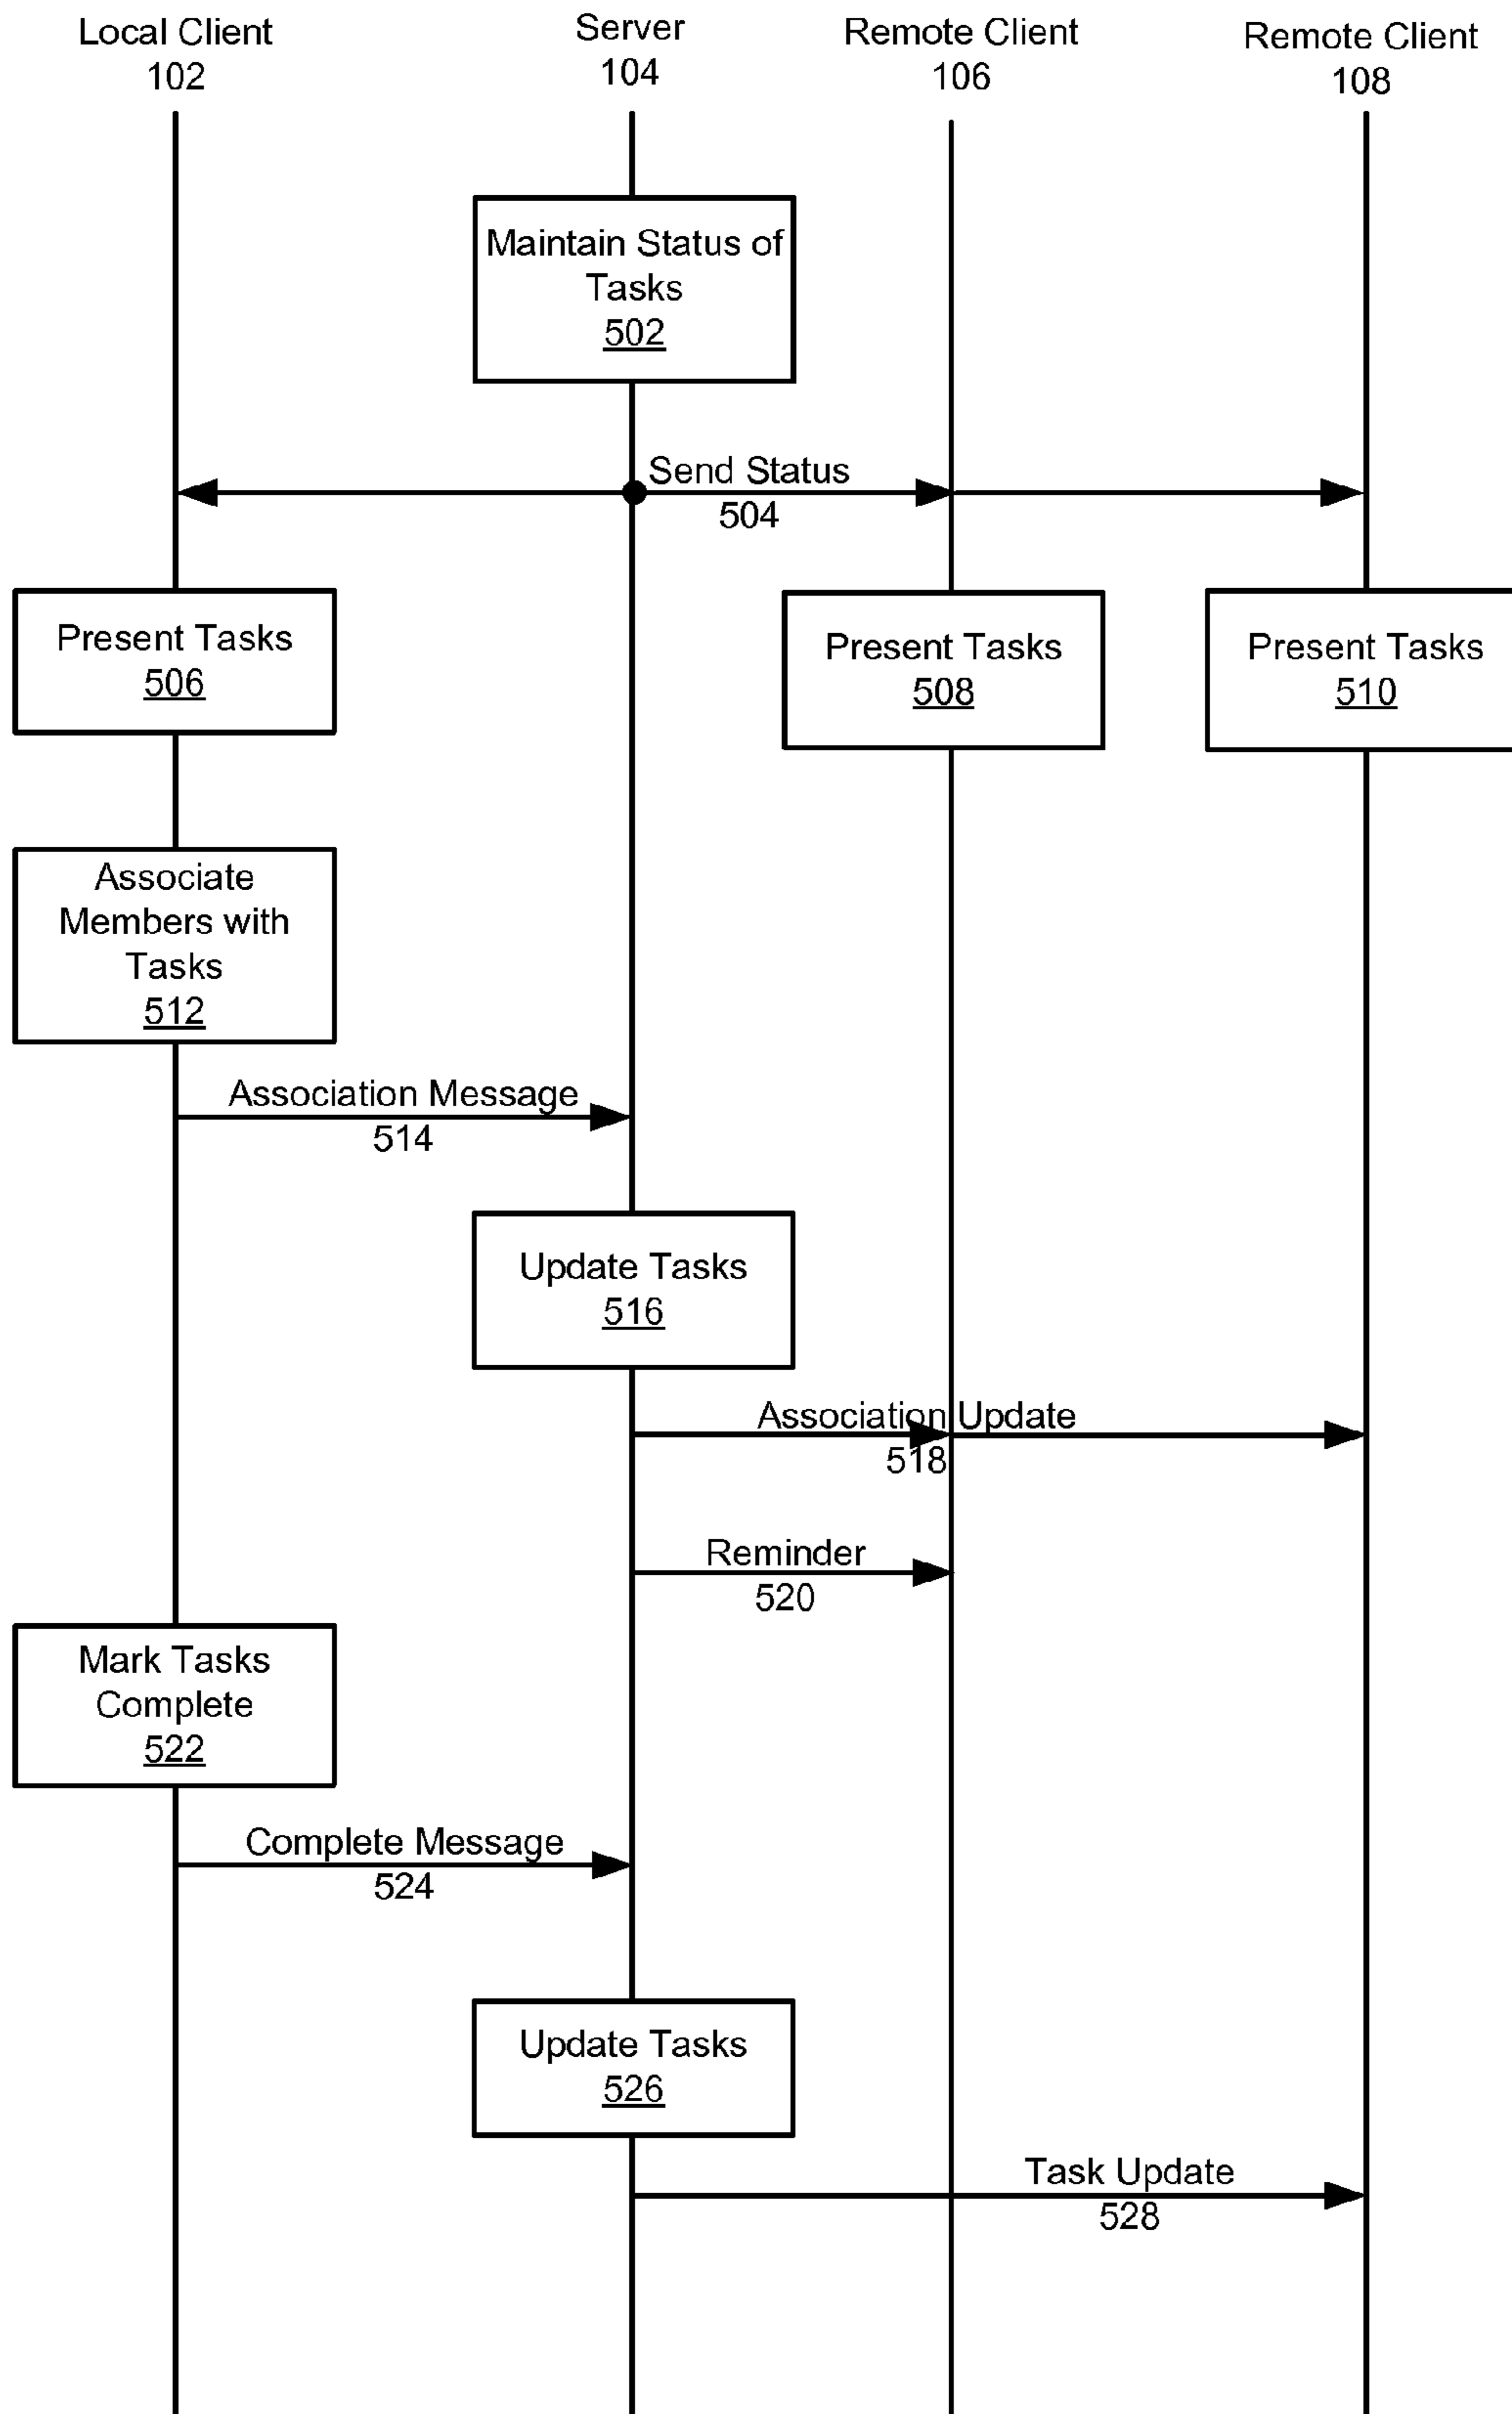 Local Client
102
Server
104
Remote Client
106
Remote Client
108
Maintain Status of
Tasks
502
Send Status
504
Present Tasks
506
Present Tasks
508
Present Tasks
510
Associate
Members with
Tasks
512
Association Message
514
Update Tasks
516
Association Update
518
Reminder
520
Mark Tasks
Complete
522
Complete Message
524
Update Tasks
526
Task Update
528